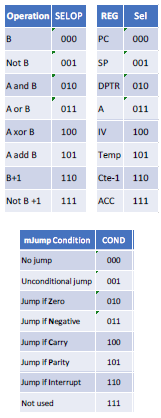 Operation SELOP
B 000
Not B 001
A and B 010
A or B 011
A xor B 100
A add B 101
B+1 110
Not B +1 111
REG Sel
PC 000
SP 001
DPTR 010
A 011
IV 100
Temp 101
Cte-1 110
ACC 111
mJump Condition COND
No jump 000
Unconditional jump 001
Jump if Zero 010
Jump if Negative 011
Jump if Carry 100
Jump if Parity 101
Jump if Interrupt 110
Not used 111